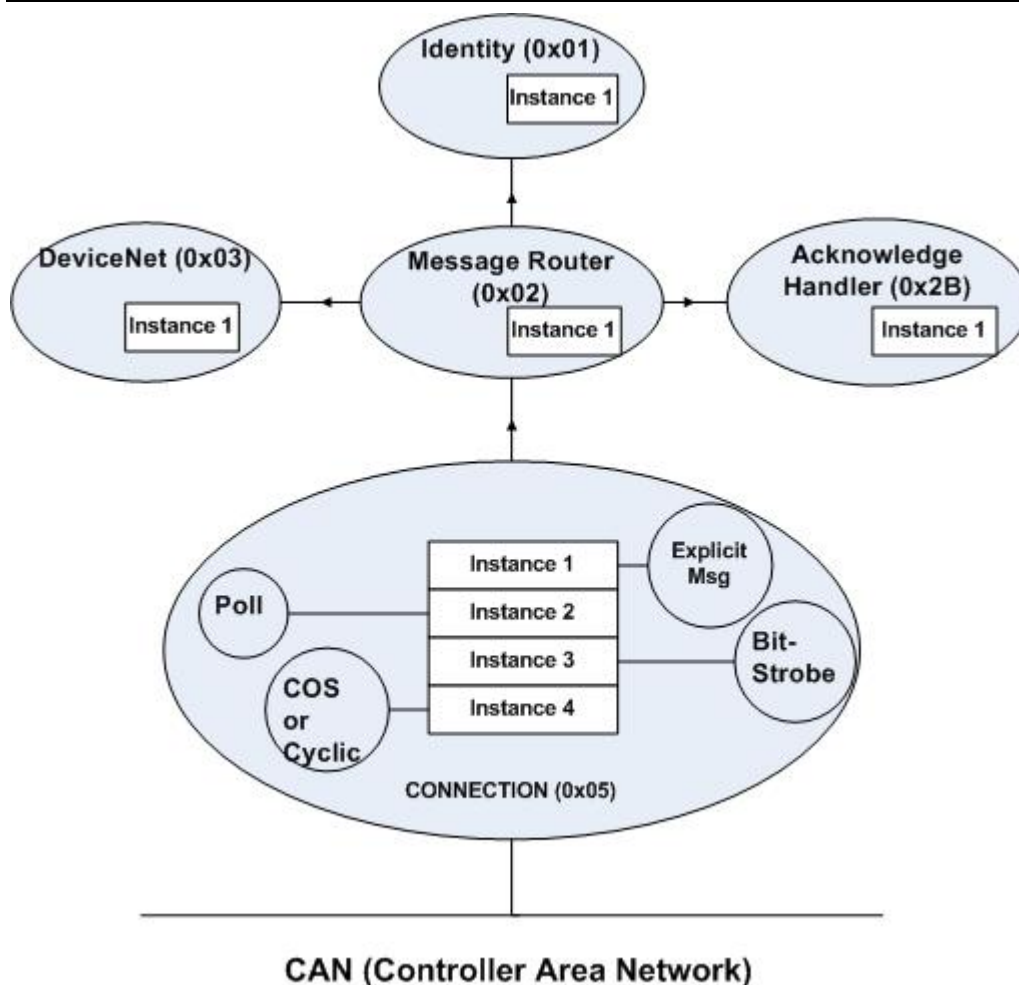 Identity (0x01)
Instance 1
DeviceNet (0x03)
Instance 1
Message Router
(0x02)
Instance 1
Acknowledge
Handler (0x2B)
Instance 1
Instance 1
Instance 2
Instance 3
Instance 4
Explicit
Msg
Poll
Bit-
Strobe
COS
or
Cyclic
CONNECTION (0x05)
CAN (Controller Area Network)